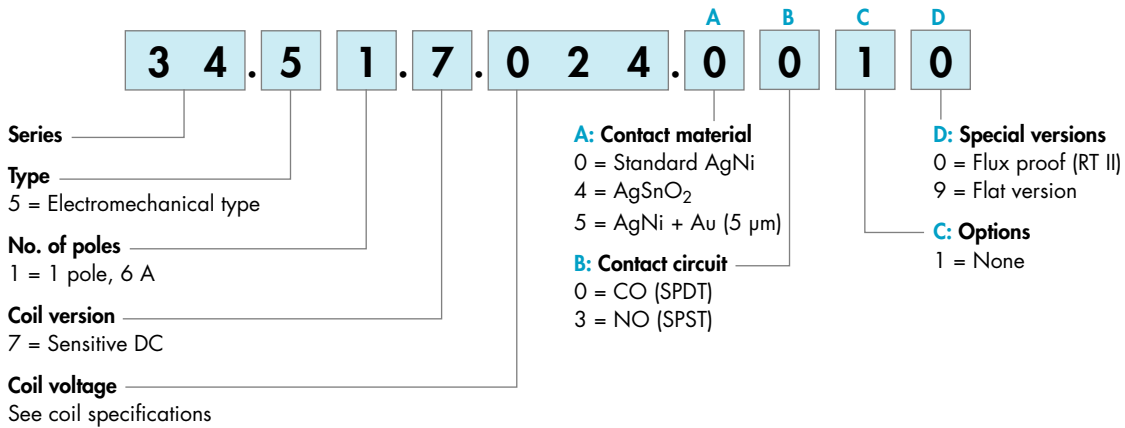 A B C D
3 4 . 5 1 . 7 . 0 2 4 . 0 0 1 0
Series
Type
5 = Electromechanical type
No. of poles
1 = 1 pole, 6 A
Coil version
7 = Sensitive DC
Coil voltage
See coil specifications
A: Contact material
0 = Standard AgNi
4 = AgSnO2
5 = AgNi + Au (5 µm)
B: Contact circuit
0 = CO (SPDT)
3 = NO (SPST)
D: Special versions
0 = Flux proof (RT II)
9 = Flat version
C: Options
1 = None